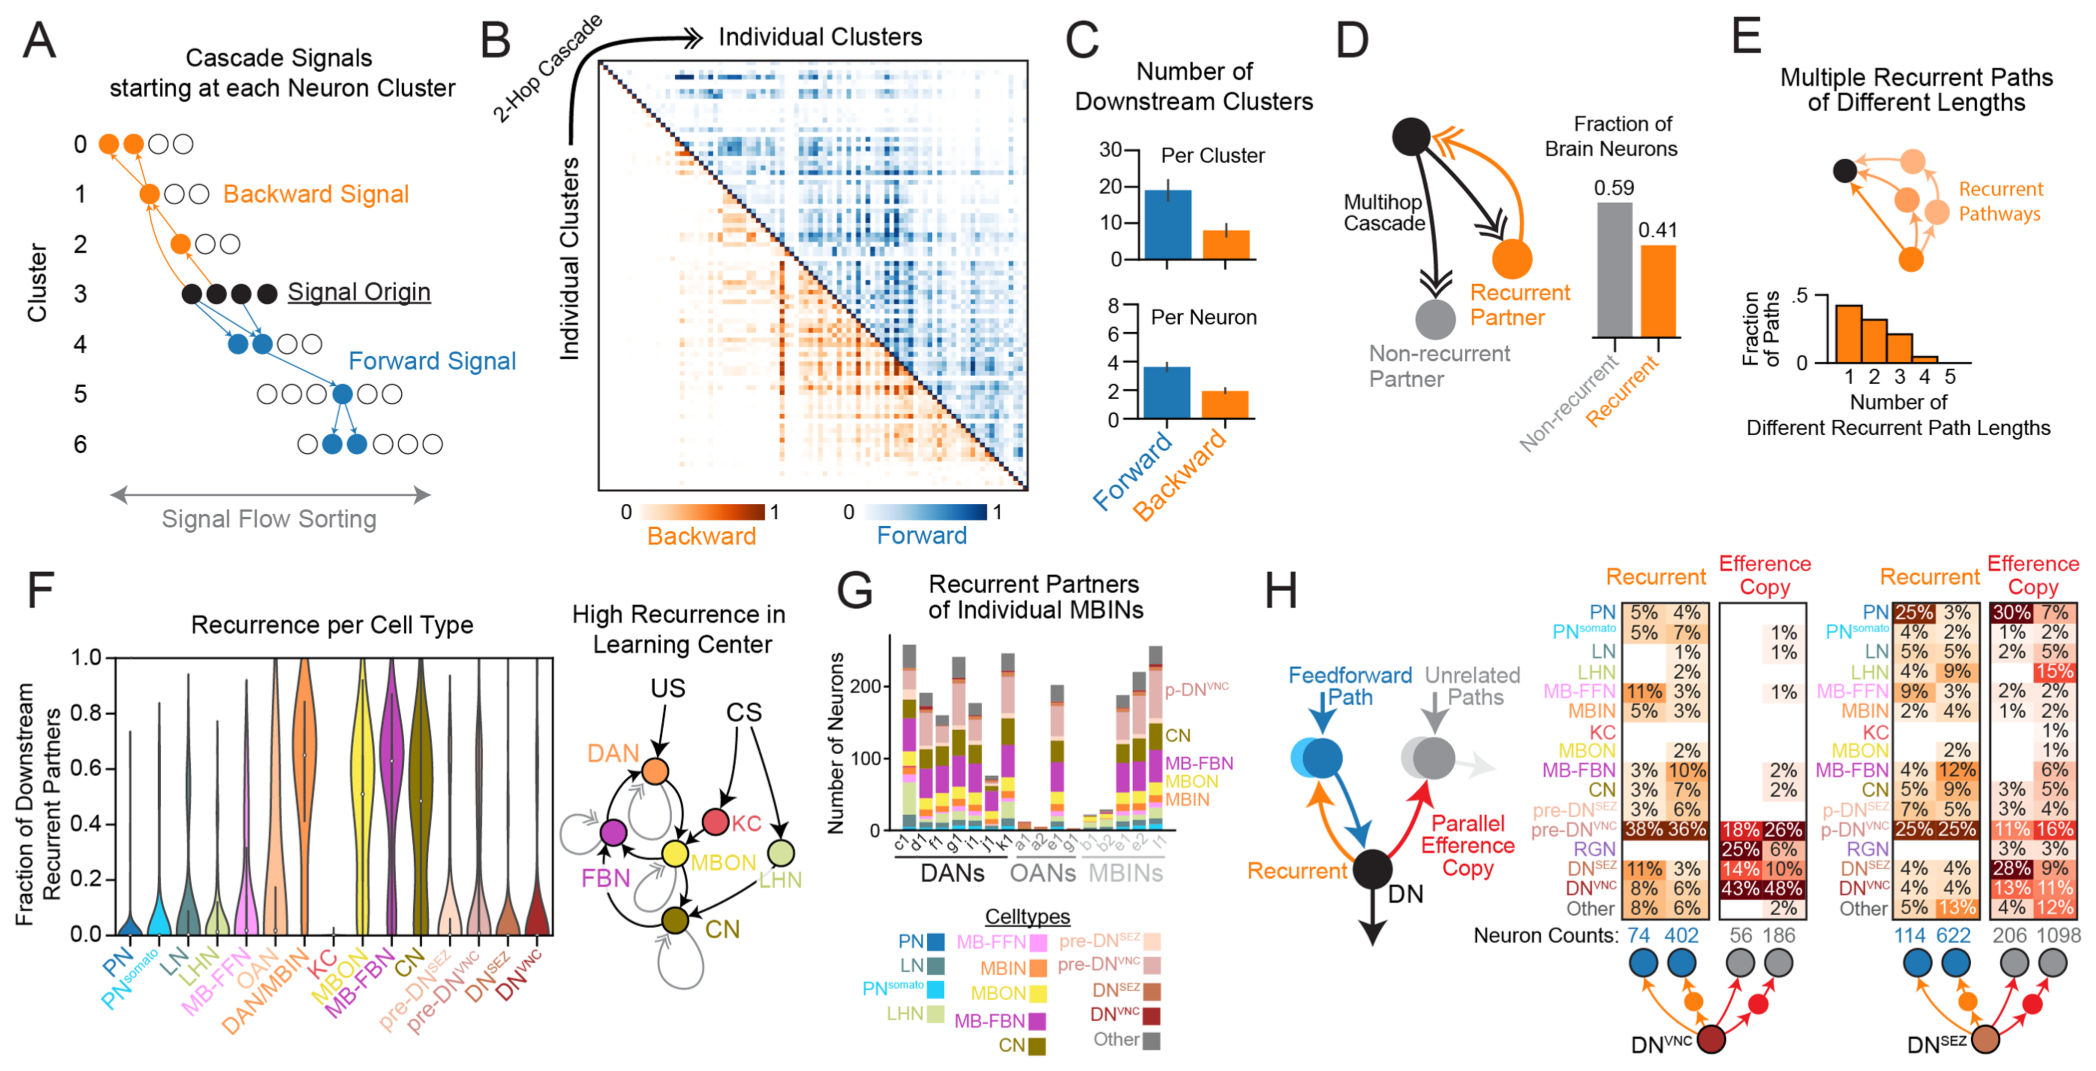 A
Cascade Signals
starting at each Neuron Cluster
Cluster
0
1
Backward Signal
2
3
Signal Origin
4
Forward Signal
5
6
Signal Flow Sorting
B
2-Hop Cascade
Individual Clusters
Individual Clusters
0
1
Backward
0
1
Forward
C
Number of
Downstream Clusters
30
20
10
0
Per Cluster
8
6
4
2
0
Per Neuron
Forward
Backward
D
Multihop
Cascade
Recurrent
Partner
Non-recurrent
Partner
Fraction of
Brain Neurons
0.59
0.41
Non-recurrent
Recurrent
E
Multiple Recurrent Paths
of Different Lengths
Recurrent
Pathways
Fraction
of Paths
.5
0
1 2 3 4 5
Number of
Different Recurrent Path Lengths
F
Recurrence per Cell Type
Fraction of Downstream
Recurrent Partners
1.0
0.8
0.6
0.4
0.2
0.0
PN
PNsomato
LN
LHN
MB-FFN
OAN
DAN/MBIN
KC
MBON
MB-FBN
CN
pre-DNSEZ
pre-DNVNC
DNSEZ
DNVNC
High Recurrence in
Learning Center
US
CS
DAN
KC
MBON
FBN
LHN
CN
G
Recurrent Partners
of Individual MBINs
Number of Neurons
200
100
0
p-DNVNC
CN
MB-FBN
MBON
MBIN
c1 d1 f1 g1 i1 j1 k1 a1 a2 e1 g1 b1 b2 e1 e2 l1
DANs OANs MBINs
Celltypes
PN
LN
PNsomato
LHN
MB-FFN
MBIN
MBON
MB-FBN
CN
pre-DNSEZ
pre-DNVNC
DNSEZ
DNVNC
Other
H
Feedforward
Path
Unrelated
Paths
Recurrent
Parallel
Efference
Copy
DN
Recurrent
Efference
Copy
PN 5% 4%
PNsomato 5% 7% 1%
LN 1% 1%
LHN 2%
MB-FFN 11% 3% 1%
MBIN 5% 3%
KC
MBON 2%
MB-FBN 3% 10% 2%
CN 3% 7% 2%
pre-DNSEZ 3% 6%
pre-DNVNC 38% 36% 18% 26%
RGN 25% 6%
DNSEZ 11% 3% 14% 10%
DNVNC 8% 6% 43% 48%
Other 8% 6% 2%
Neuron Counts: 74 402 56 186
DNVNC
Recurrent
Efference
Copy
PN 25% 3% 30% 7%
PNsomato 4% 2% 1% 2%
LN 5% 5% 2% 5%
LHN 4% 9% 15%
MB-FFN 9% 3% 2% 2%
MBIN 2% 4% 1% 2%
KC 1%
MBON 2% 1%
MB-FBN 4% 12% 6%
CN 5% 9% 3% 5%
p-DNSEZ 7% 5% 3% 4%
p-DNVNC 25% 25% 11% 16%
RGN 3% 3%
DNSEZ 4% 4% 28% 9%
DNVNC 4% 4% 13% 11%
Other 5% 13% 4% 12%
114 622 206 1098
DNSEZ